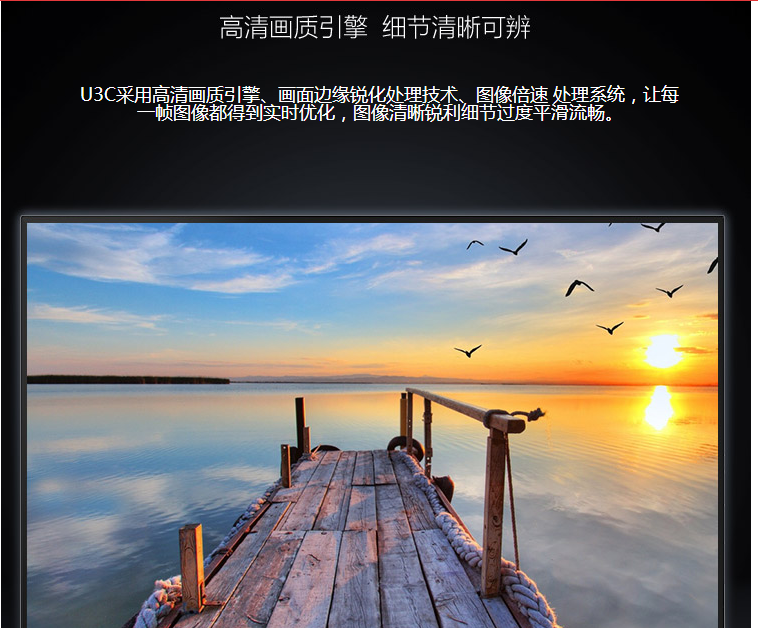 高清画质引擎 细节清晰可辨
U3C采用高清画质引擎、画面边缘锐化处理技术、图像倍速 处理系统，让每
一帧图像都得到实时优化，图像清晰锐利细节过度平滑流畅。